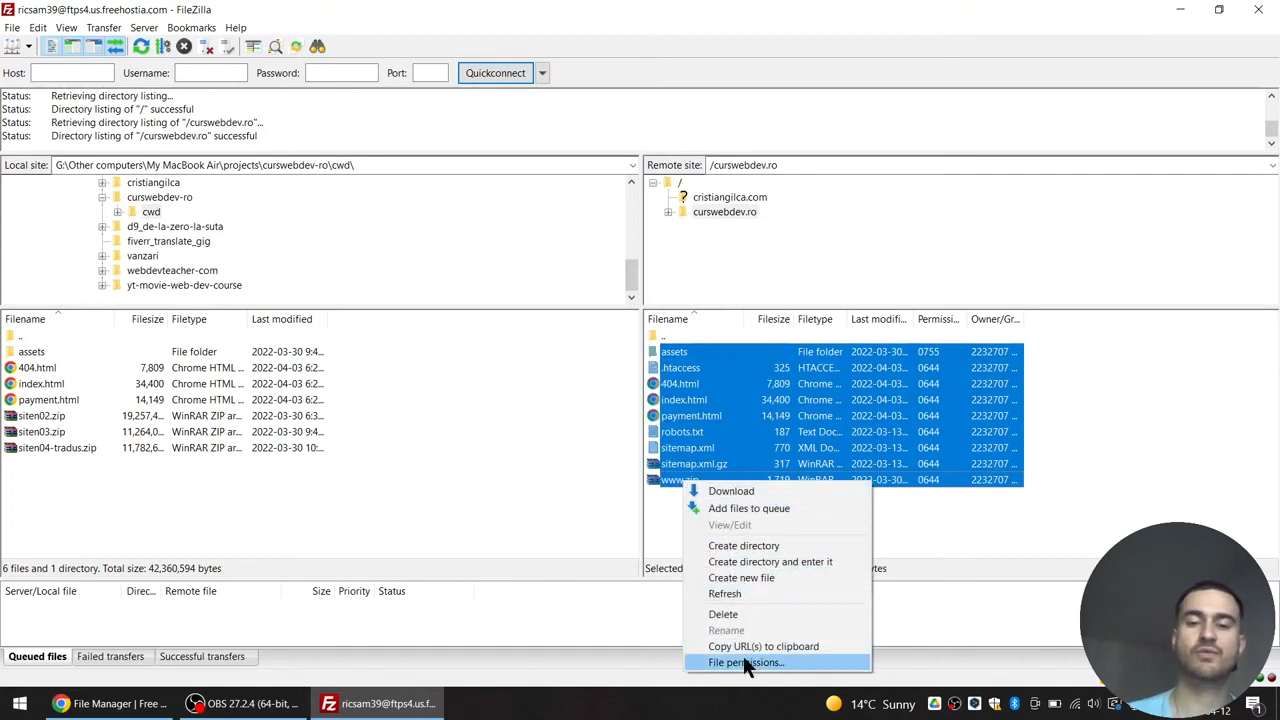 ricsam39@ftps4.us.freehostia.com - FileZilla
File Edit View Transfer Server Bookmarks Help
Host: Username: Password: Port: Quickconnect
Status: Retrieving directory listing...
Status: Directory listing of "/" successful
Status: Retrieving directory listing of "/curswebdev.ro"...
Status: Directory listing of "/curswebdev.ro" successful
Local site: G:\Other computers\My MacBook Air\projects\curswebdev-ro\cwd\
cristiangilca
curswebdev-ro
cwd
d9_de-la-zero-la-suta
fiverr_translate_gig
vanzari
webdevteacher-com
yt-movie-web-dev-course
Remote site: /curswebdev.ro
/
? cristiangilca.com
curswebdev.ro
Filename Filesize Filetype Last modified
..
assets File folder 2022-03-30 9:4...
404.html 7,809 Chrome HTML ... 2022-04-03 6:2...
index.html 34,400 Chrome HTML ... 2022-04-03 6:2...
payment.html 14,149 Chrome HTML ... 2022-04-03 6:2...
siten02.zip 19,257,4... WinRAR ZIP ar... 2022-03-30 6:3...
siten03.zip 11,264,0... WinRAR ZIP ar... 2022-03-30 9:4...
siten04-tradus.zip 11,782,6... WinRAR ZIP ar... 2022-03-30 10:...
6 files and 1 directory. Total size: 42,360,594 bytes
Filename Filesize Filetype Last modifi... Permissi... Owner/Gr...
..
assets File folder 2022-03-30... 0755 2232707 ...
.htaccess 325 HTACCE... 2022-03-13... 0644 2232707 ...
404.html 7,809 Chrome ... 2022-04-03... 0644 2232707 ...
index.html 34,400 Chrome ... 2022-04-03... 0644 2232707 ...
payment.html 14,149 Chrome ... 2022-04-03... 0644 2232707 ...
robots.txt 187 Text Doc... 2022-03-13... 0644 2232707 ...
sitemap.xml 770 XML Do... 2022-03-13... 0644 2232707 ...
sitemap.xml.gz 317 WinRAR ... 2022-03-13... 0644 2232707 ...
www.zip 1,719 WinRAR ... 0644 2232707 ...
Selected bytes
Download
Add files to queue
View/Edit
Create directory
Create directory and enter it
Create new file
Refresh
Delete
Rename
Copy URL(s) to clipboard
File permissions...
Server/Local file Direc... Remote file Size Priority Status
Queued files Failed transfers Successful transfers
File Manager | Free ... OBS 27.2.4 (64-bit, ... ricsam39@ftps4.us.f... 14°C Sunny